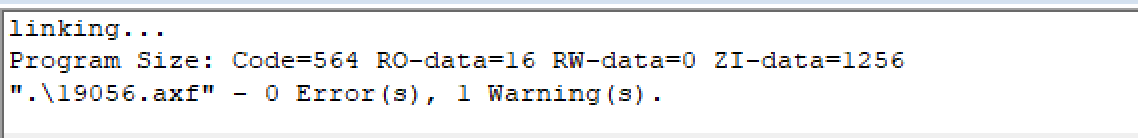 linking...
Program Size: Code=564 RO-data=16 RW-data=0 ZI-data=1256
".\19056.axf" - 0 Error(s), 1 Warning(s).